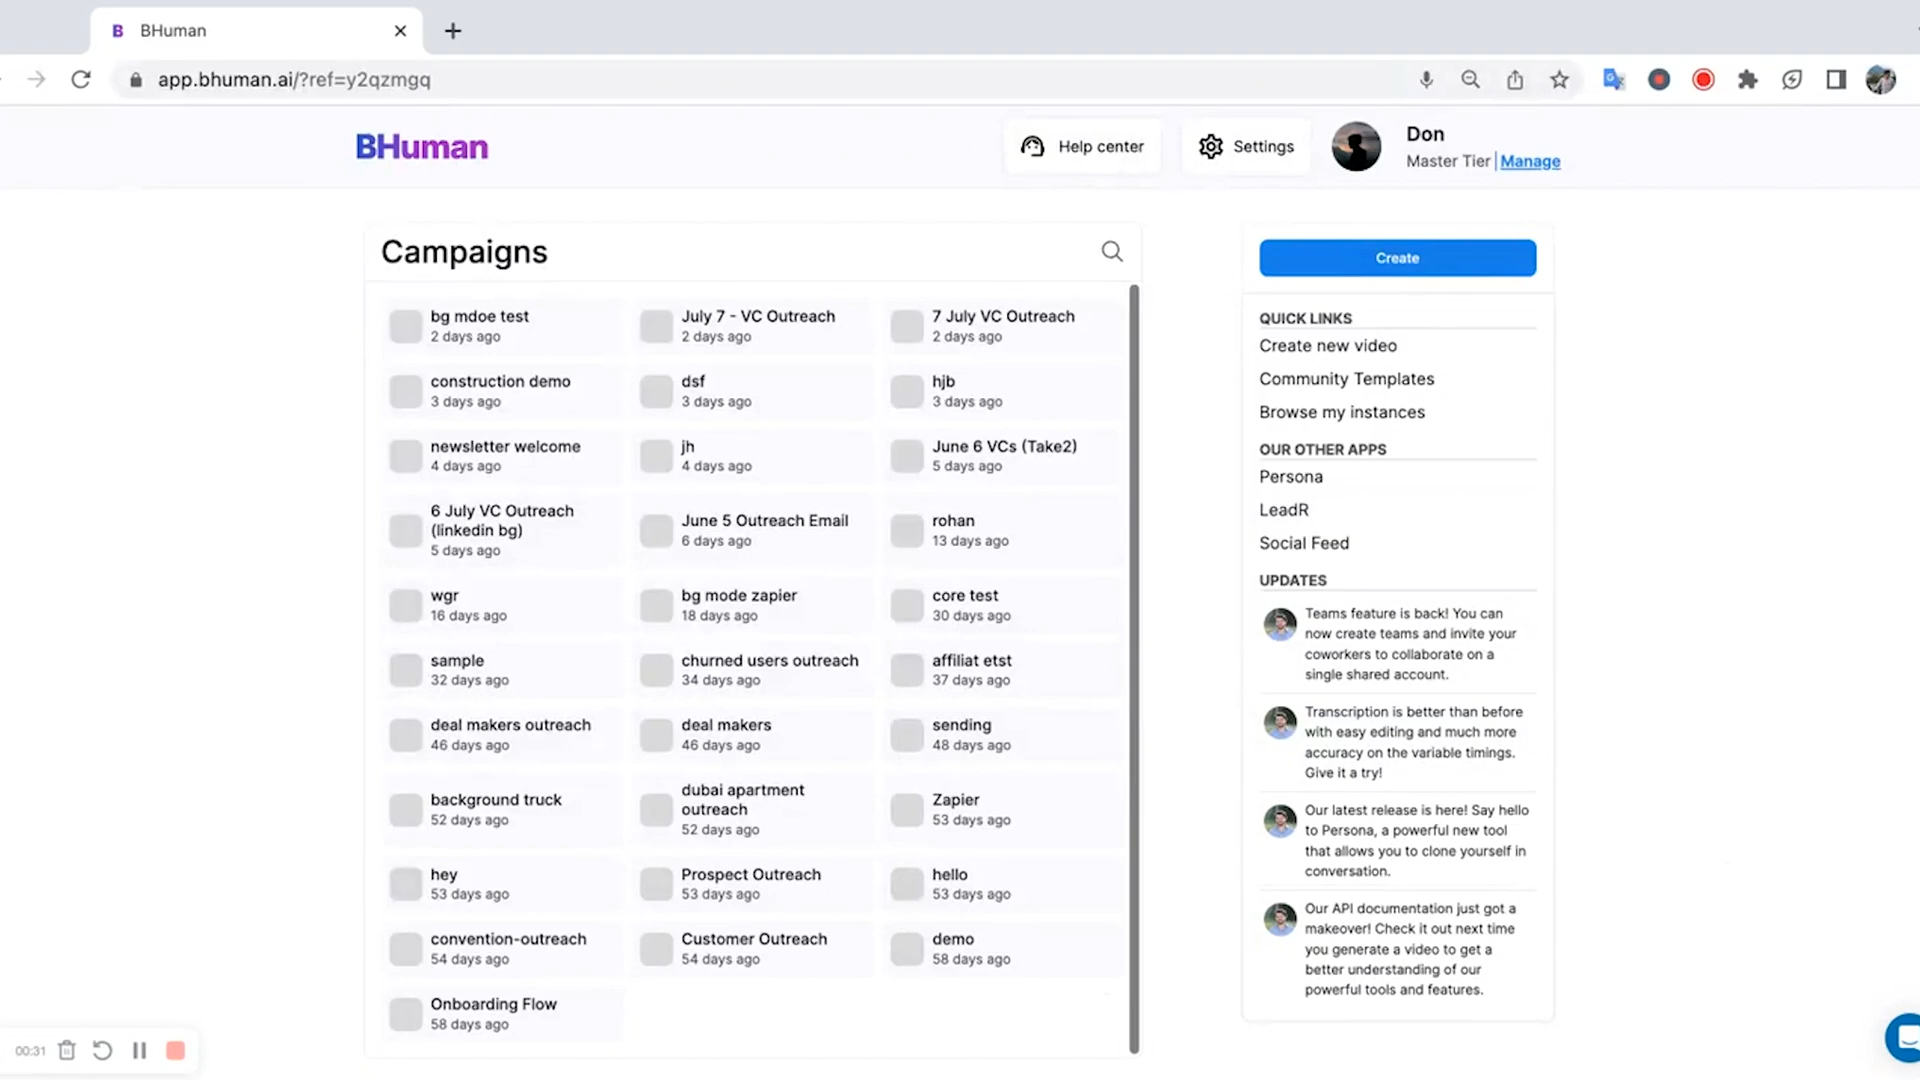 B BHuman
app.bhuman.ai/?ref=y2qzmgq
BHuman
Help center
Settings
Don
Master Tier | Manage
Campaigns
bg mdoe test
2 days ago
July 7 - VC Outreach
2 days ago
7 July VC Outreach
2 days ago
construction demo
3 days ago
dsf
3 days ago
hjb
3 days ago
newsletter welcome
4 days ago
jh
4 days ago
June 6 VCs (Take2)
5 days ago
6 July VC Outreach
(linkedin bg)
5 days ago
June 5 Outreach Email
6 days ago
rohan
13 days ago
wgr
16 days ago
bg mode zapier
18 days ago
core test
30 days ago
sample
32 days ago
churned users outreach
34 days ago
affiliat etst
37 days ago
deal makers outreach
46 days ago
deal makers
46 days ago
sending
48 days ago
background truck
52 days ago
dubai apartment
outreach
52 days ago
Zapier
53 days ago
hey
53 days ago
Prospect Outreach
53 days ago
hello
53 days ago
convention-outreach
54 days ago
Customer Outreach
54 days ago
demo
58 days ago
Onboarding Flow
58 days ago
Create
QUICK LINKS
Create new video
Community Templates
Browse my instances
OUR OTHER APPS
Persona
LeadR
Social Feed
UPDATES
Teams feature is back! You can
now create teams and invite your
coworkers to collaborate on a
single shared account.
Transcription is better than before
with easy editing and much more
accuracy on the variable timings.
Give it a try!
Our latest release is here! Say hello
to Persona, a powerful new tool
that allows you to clone yourself in
conversation.
Our API documentation just got a
makeover! Check it out next time
you generate a video to get a
better understanding of our
powerful tools and features.
00:31